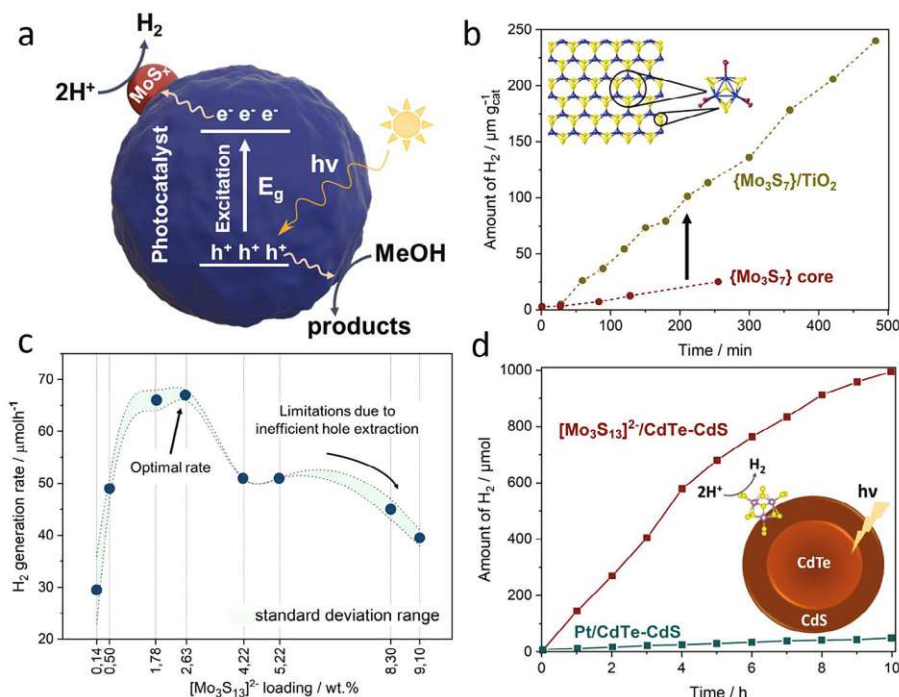 a
H2
2H+
MoSx
e- e- e-
Photocatalyst
Excitation
Eg
hν
h+ h+ h+
MeOH
products
b
Amount of H2 / μm g-1cat
250
200
150
100
50
0
{Mo3S7}/TiO2
{Mo3S7} core
0 100 200 300 400 500
Time / min
c
H2 generation rate / μmolh-1
70
60
50
40
30
20
Optimal rate
Limitations due to
inefficient hole extraction
standard deviation range
0,14
0,50
1,78
2,63
4,22
5,22
8,30
9,10
[Mo3S13]2- loading / wt.%
d
Amount of H2 / μmol
1000
800
600
400
200
0
[Mo3S13]2-/CdTe-CdS
2H+
H2
hν
CdTe
CdS
Pt/CdTe-CdS
0 2 4 6 8 10
Time / h